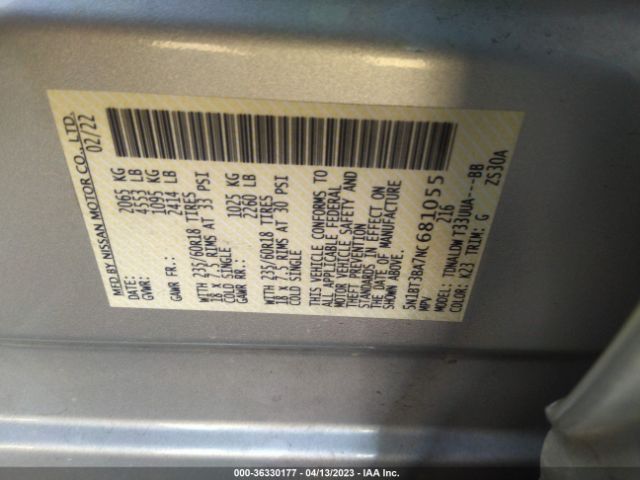 MFD BY NISSAN MOTOR CO., LTD.
DATE: 02/22
GVWR: 2065 KG
4553 LB
GAWR FR.: 1095 KG
2414 LB
WITH 235/60R18 TIRES
18 x 7.5 RIMS AT 33 PSI
COLD SINGLE
GAWR RR.: 1025 KG
2260 LB
WITH 235/60R18 TIRES
18 x 7.5 RIMS AT 30 PSI
COLD SINGLE
THIS VEHICLE CONFORMS TO
ALL APPLICABLE FEDERAL
MOTOR VEHICLE SAFETY AND
THEFT PREVENTION
STANDARDS IN EFFECT ON
THE DATE OF MANUFACTURE
SHOWN ABOVE.
5N1BT3BA7NC681055
MPV 216
MODEL: TDMALDWT33UUA----BB
COLOR: K23 TRIM: G ZS30A
000-36330177 - 04/13/2023 - IAA Inc.